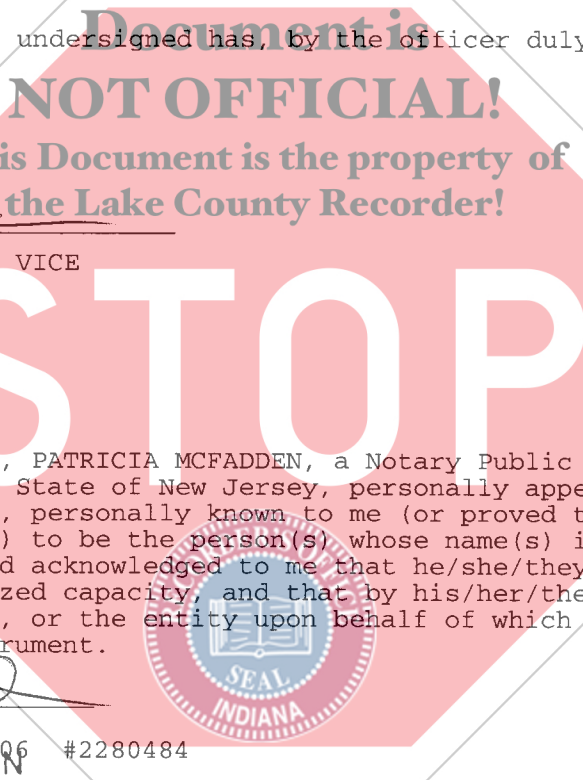 Document is
undersigned has, by the officer duly
NOT OFFICIAL!
is Document is the property of
the Lake County Recorder!
VICE
STOP
, PATRICIA MCFADDEN, a Notary Public
State of New Jersey, personally appe
, personally known to me (or proved t
) to be the person(s) whose name(s) i
d acknowledged to me that he/she/they
zed capacity, and that by his/her/the
, or the entity upon behalf of which
rument.
SEAL
INDIANA
06 #2280484
N